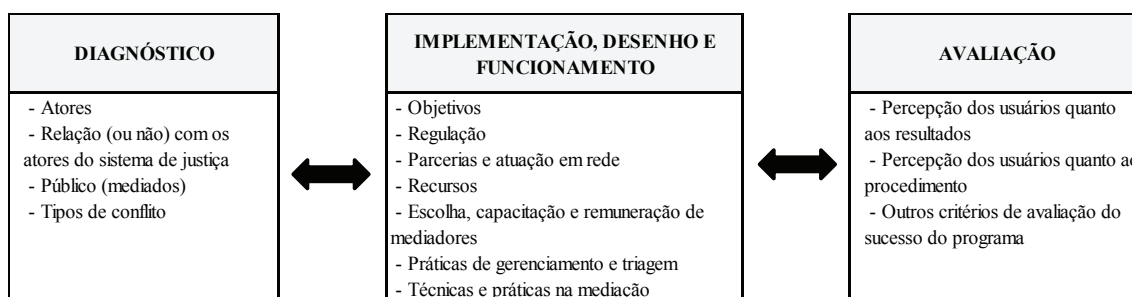 DIAGNÓSTICO
- Atores
- Relação (ou não) com os
atores do sistema de justiça
- Público (mediados)
- Tipos de conflito
IMPLEMENTAÇÃO, DESENHO E
FUNCIONAMENTO
- Objetivos
- Regulação
- Parcerias e atuação em rede
- Recursos
- Escolha, capacitação e remuneração de
mediadores
- Práticas de gerenciamento e triagem
- Técnicas e práticas na mediação
AVALIAÇÃO
- Percepção dos usuários quanto
aos resultados
- Percepção dos usuários quanto
procedimento
- Outros critérios de avaliação do
sucesso do programa